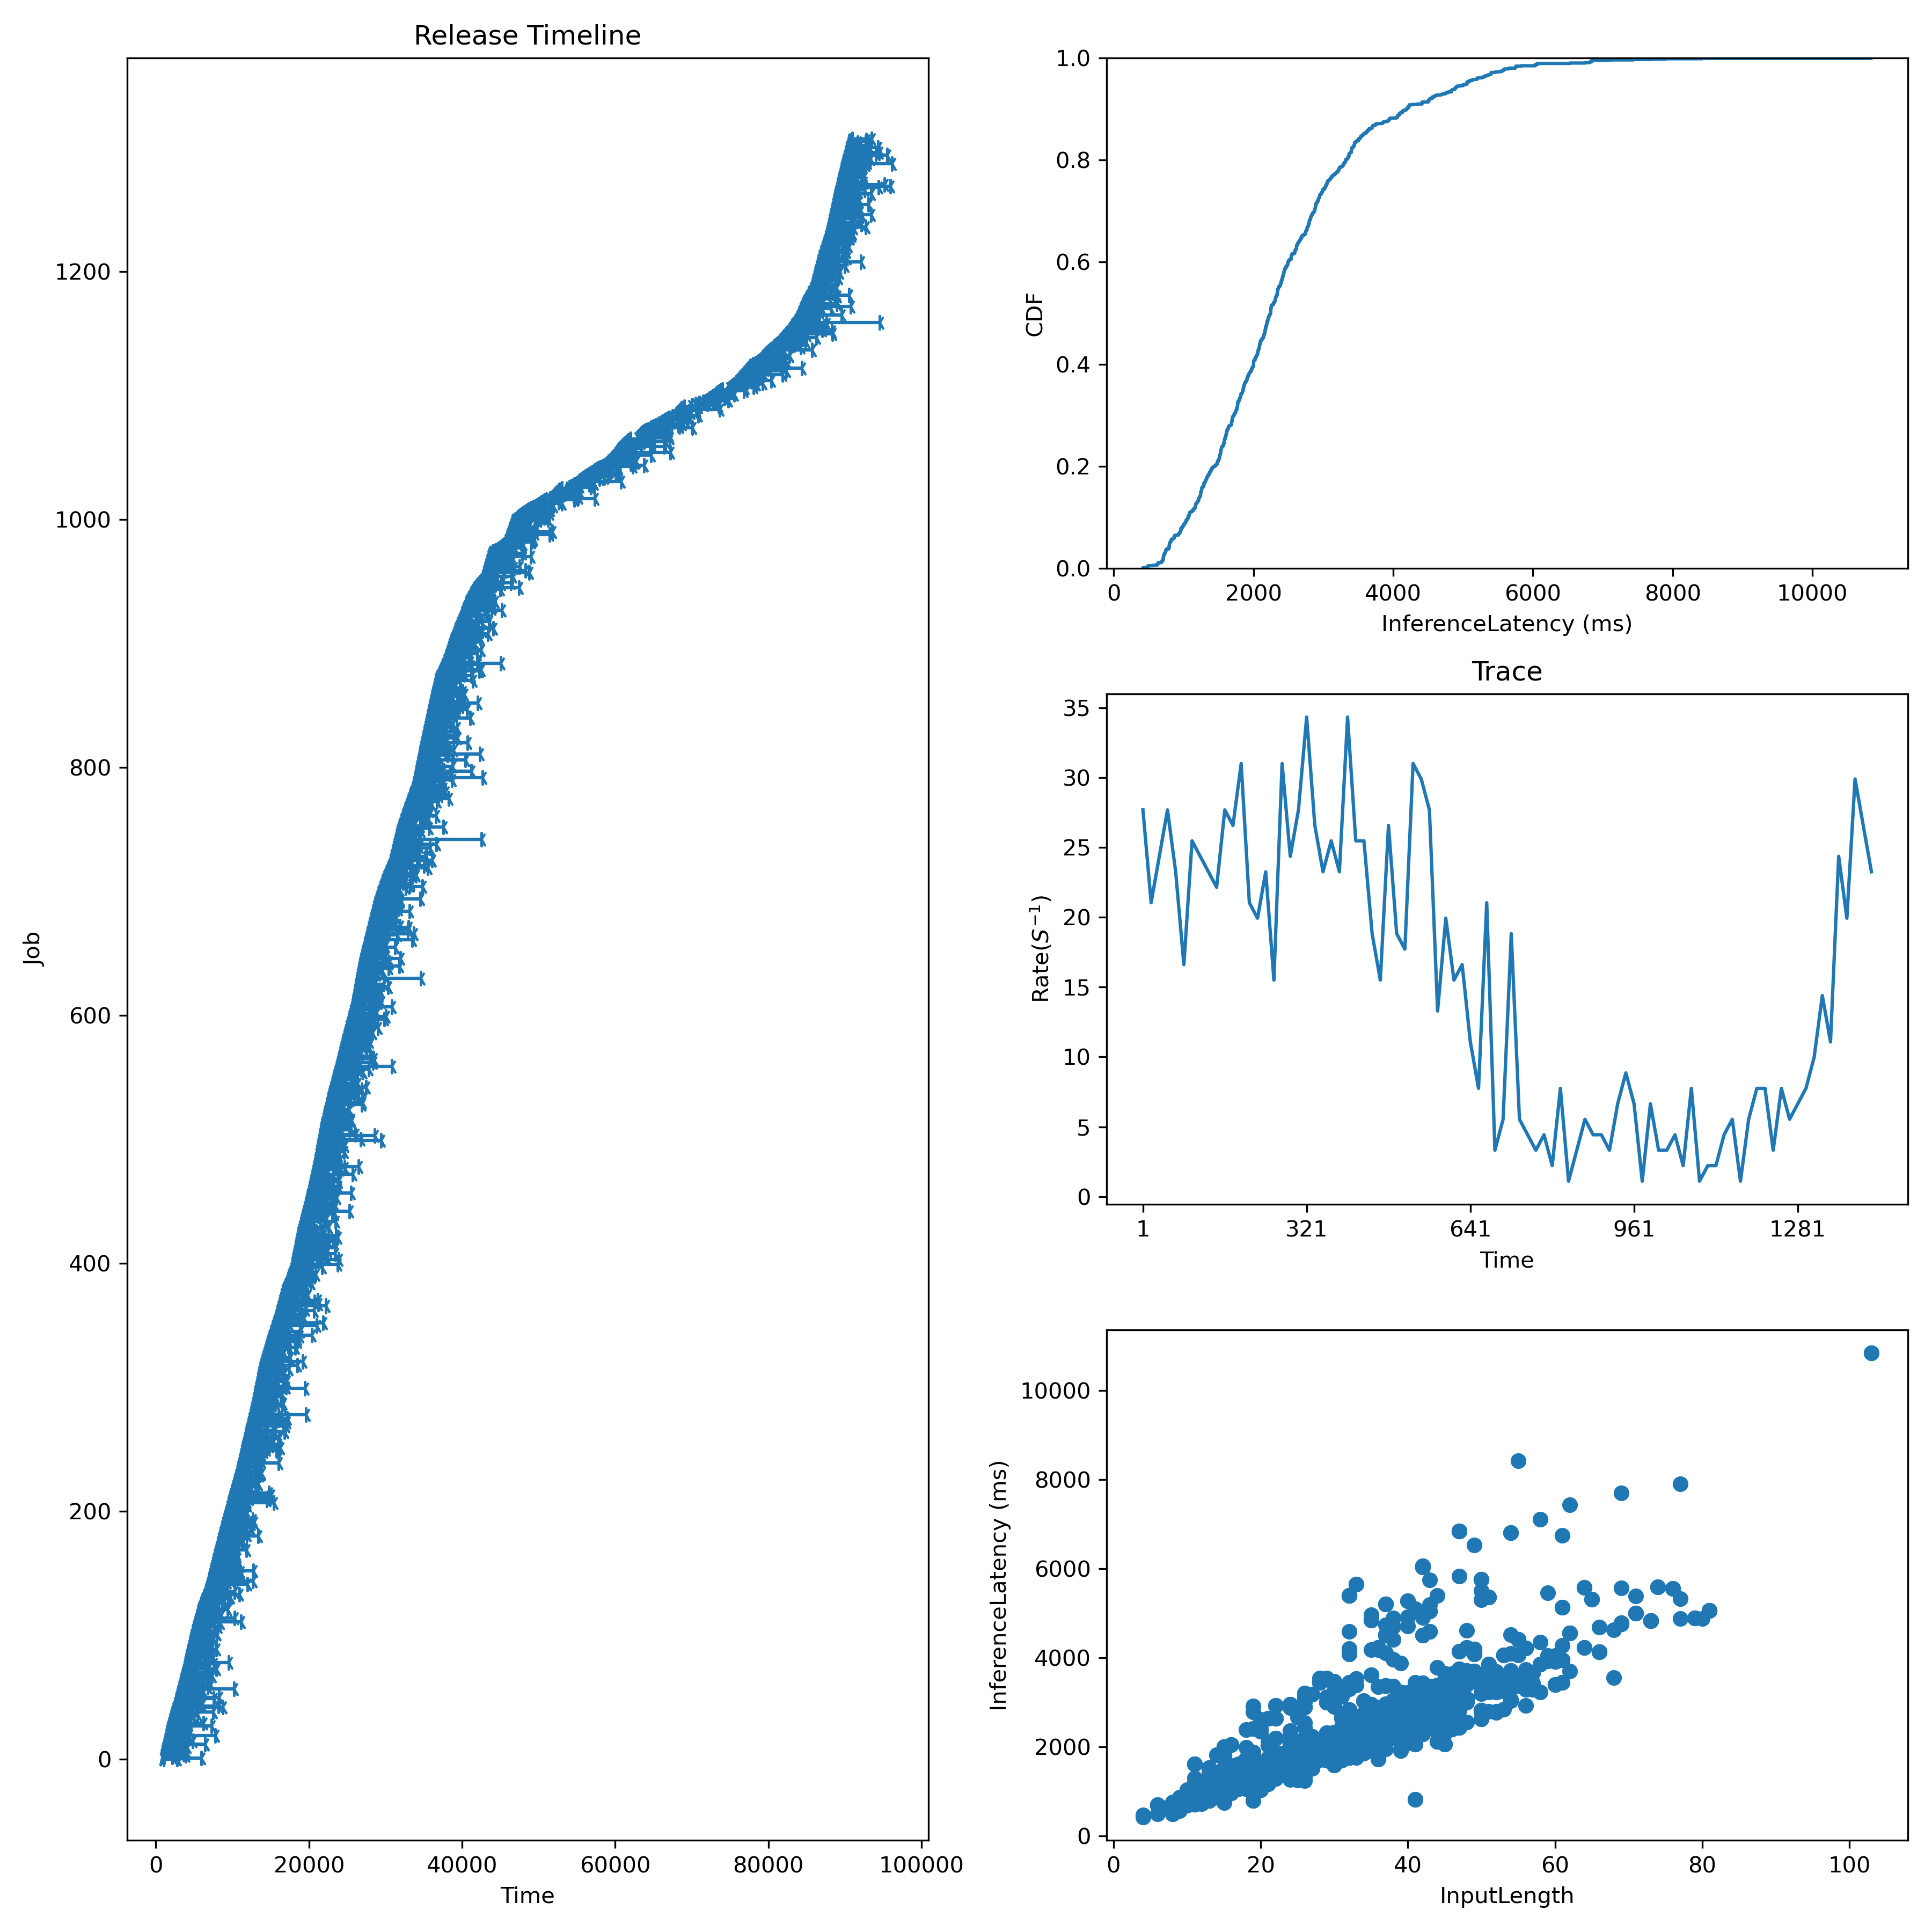 Release Timeline
Job
1200
1000
800
600
400
200
0
0 20000 40000 60000 80000 100000
Time
CDF
1.0
0.8
0.6
0.4
0.2
0.0
0 2000 4000 6000 8000 10000
InferenceLatency (ms)
Trace
Rate(S⁻¹)
35
30
25
20
15
10
5
0
1 321 641 961 1281
Time
InferenceLatency (ms)
10000
8000
6000
4000
2000
0
0 20 40 60 80 100
InputLength